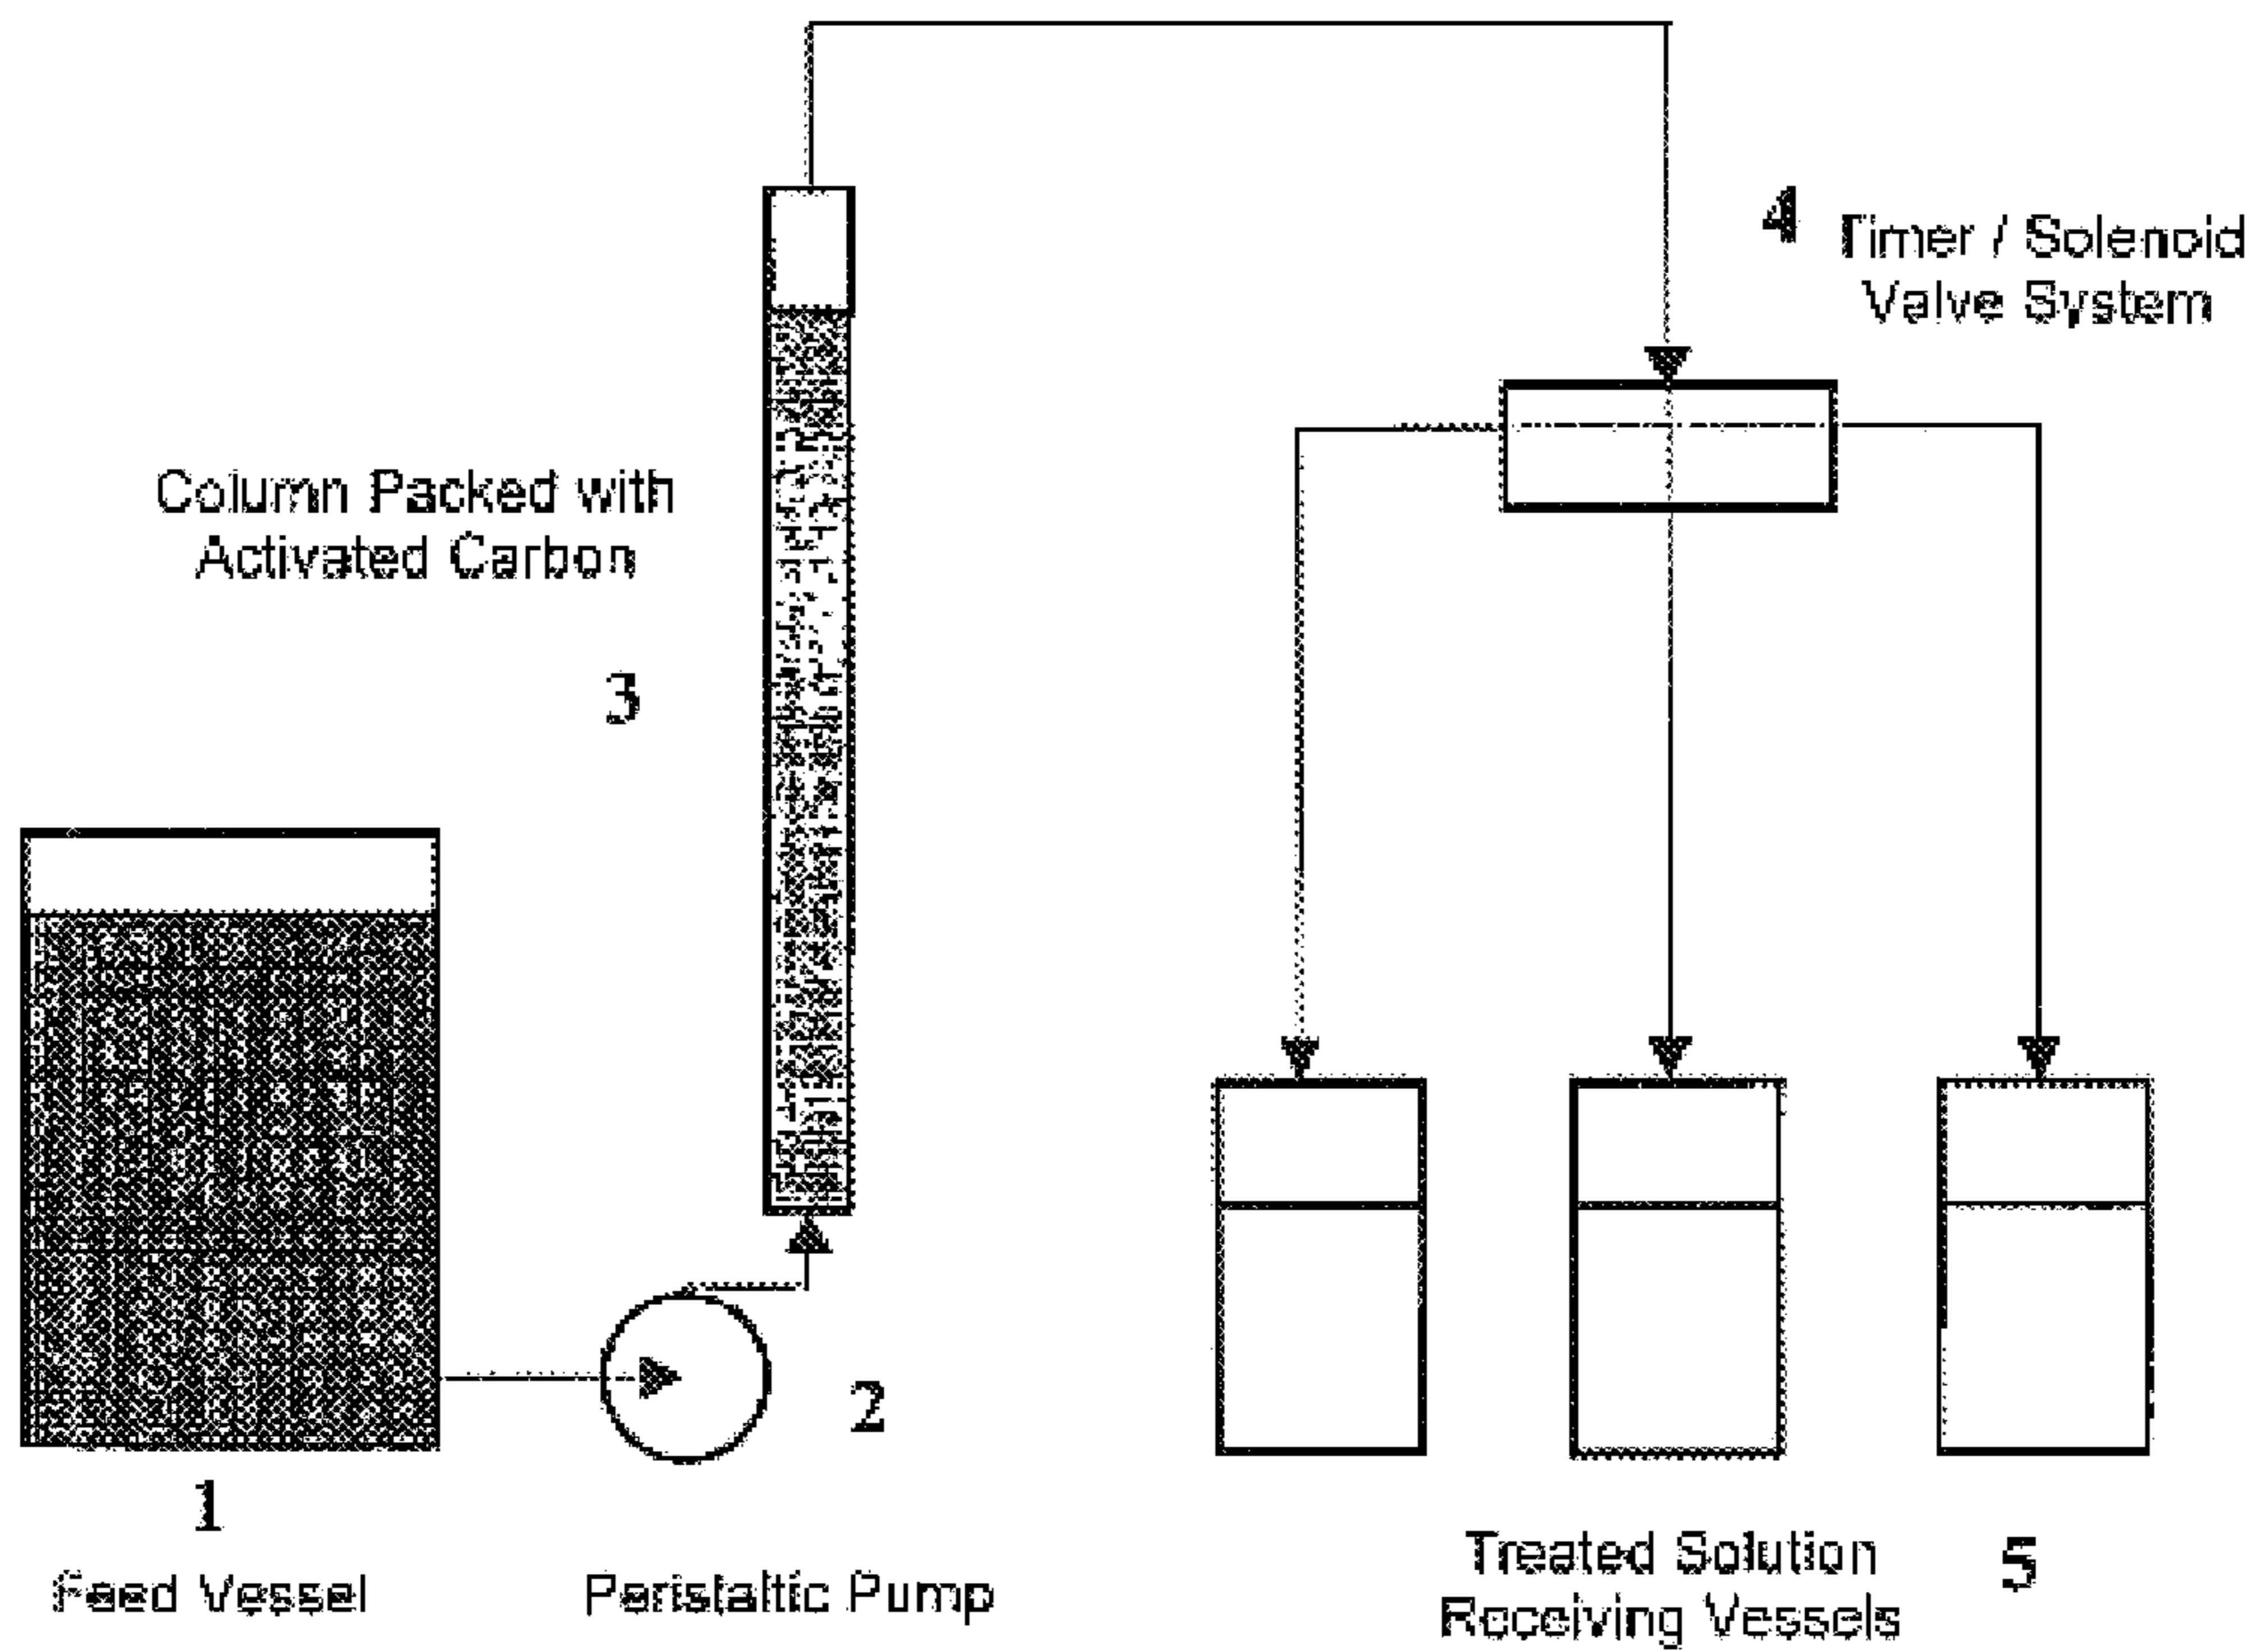 4
Timer / Solenoid
Valve System
Column Packed with
Activated Carbon
3
2
1
Feed Vessel
Peristaltic Pump
Treated Solution
Receiving Vessels
5